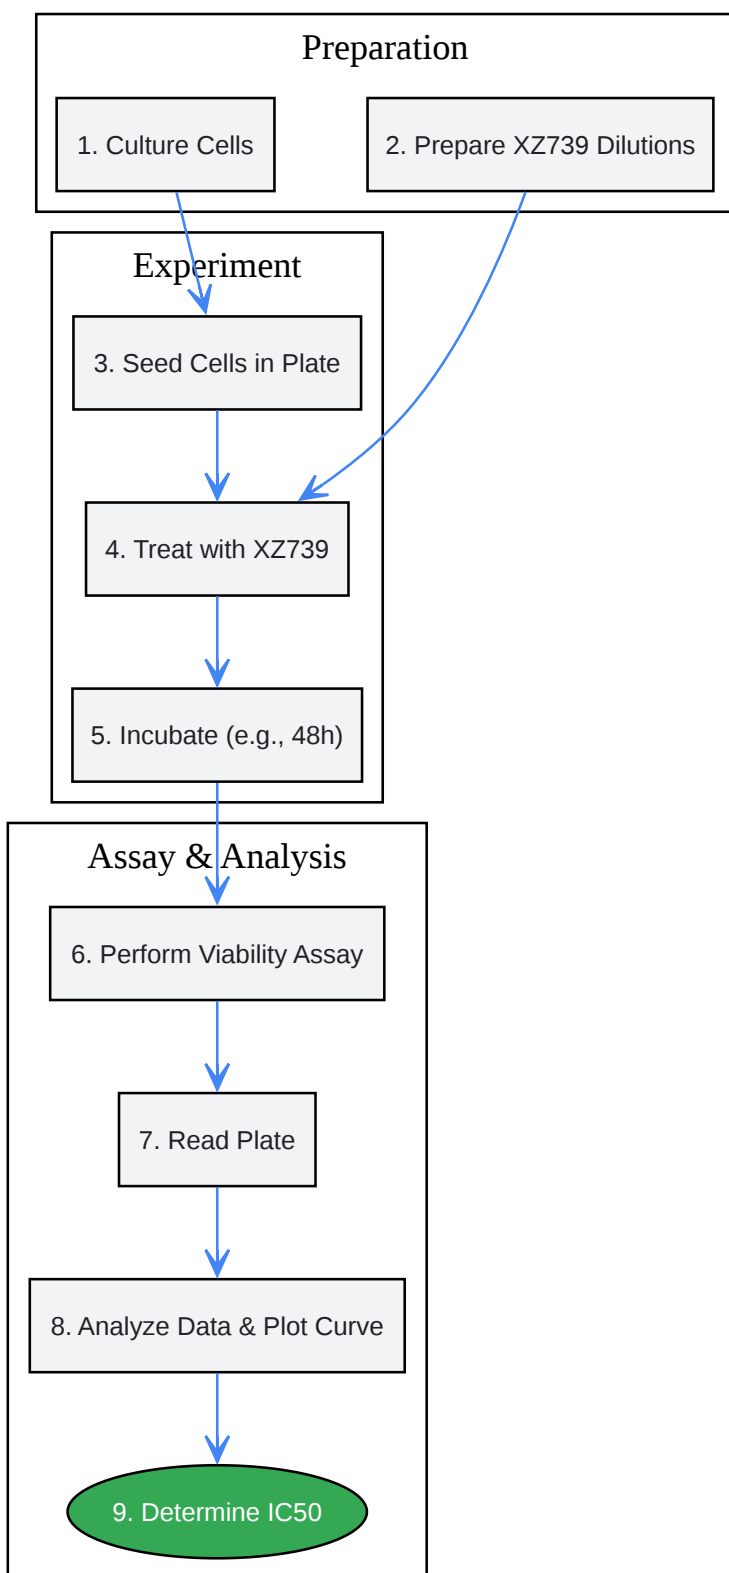 Preparation
1. Culture Cells
2. Prepare XZ739 Dilutions
Experiment
3. Seed Cells in Plate
4. Treat with XZ739
5. Incubate (e.g., 48h)
Assay & Analysis
6. Perform Viability Assay
7. Read Plate
8. Analyze Data & Plot Curve
9. Determine IC50